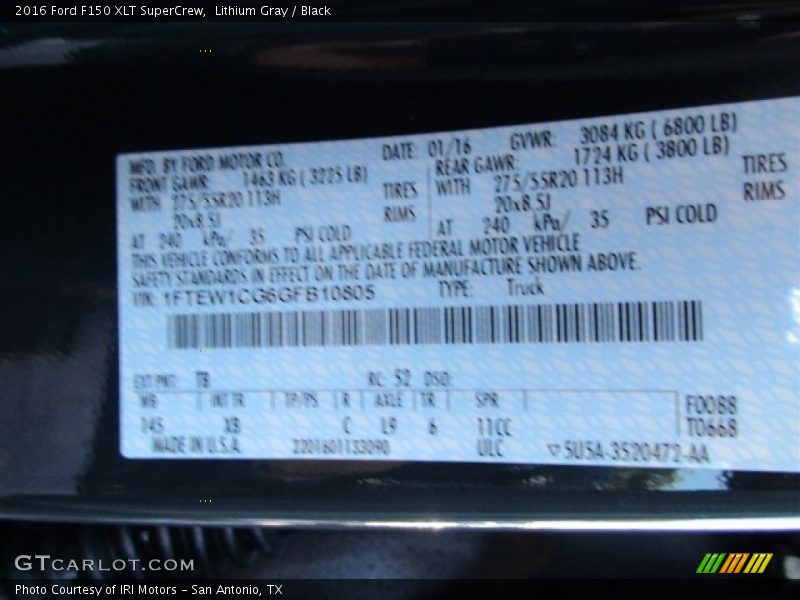 2016 Ford F150 XLT SuperCrew, Lithium Gray / Black
MFD. BY FORD MOTOR CO. DATE: 01/16 GVWR: 3084 KG ( 6800 LB)
FRONT GAWR: 1463 KG ( 3225 LB) REAR GAWR: 1724 KG ( 3800 LB)
WITH 275/55R20 113H TIRES WITH 275/55R20 113H TIRES
20x8.5J RIMS 20x8.5J RIMS
AT 240 kPa/ 35 PSI COLD AT 240 kPa/ 35 PSI COLD
THIS VEHICLE CONFORMS TO ALL APPLICABLE FEDERAL MOTOR VEHICLE
SAFETY STANDARDS IN EFFECT ON THE DATE OF MANUFACTURE SHOWN ABOVE.
VIN: 1FTEW1CG6GFB10805 TYPE: Truck
EXT PNT: TB RC: 52 DSO:
WB INT TR TP/PS R AXLE TR SPR F0088
145 XB C L9 6 11CC T0668
MADE IN U.S.A. 2201601133090 ULC ▽5U5A-3520472-AA
GTCARLOT.COM
Photo Courtesy of IRI Motors – San Antonio, TX